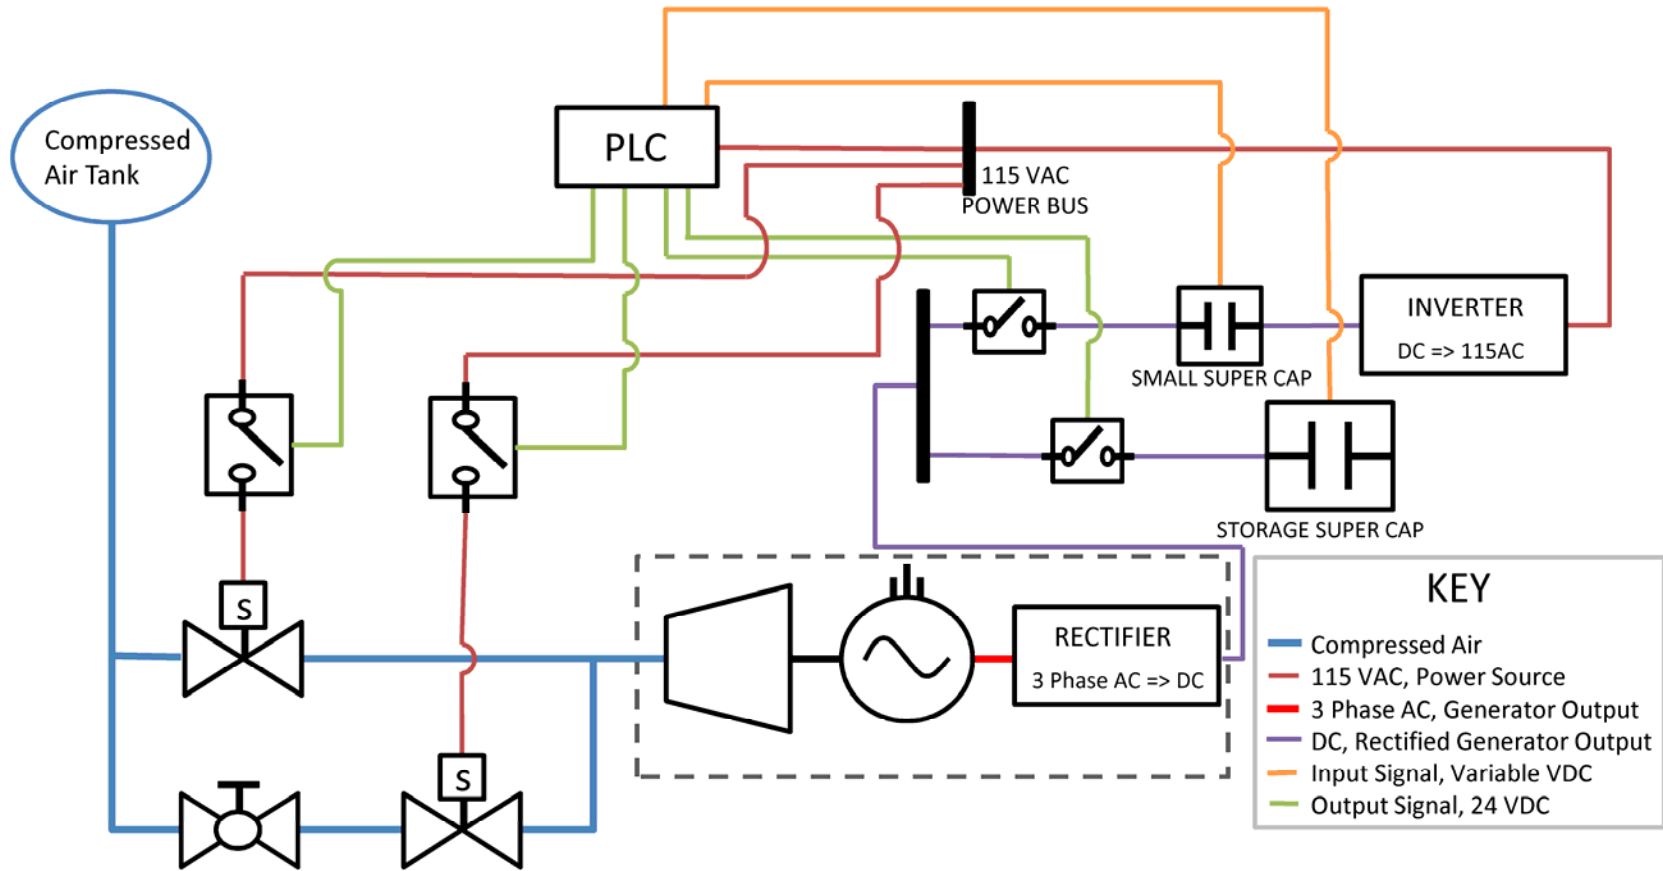 Compressed
Air Tank
PLC
115 VAC
POWER BUS
INVERTER
DC => 115AC
SMALL SUPER CAP
STORAGE SUPER CAP
S
S
RECTIFIER
3 Phase AC => DC
KEY
Compressed Air
115 VAC, Power Source
3 Phase AC, Generator Output
DC, Rectified Generator Output
Input Signal, Variable VDC
Output Signal, 24 VDC